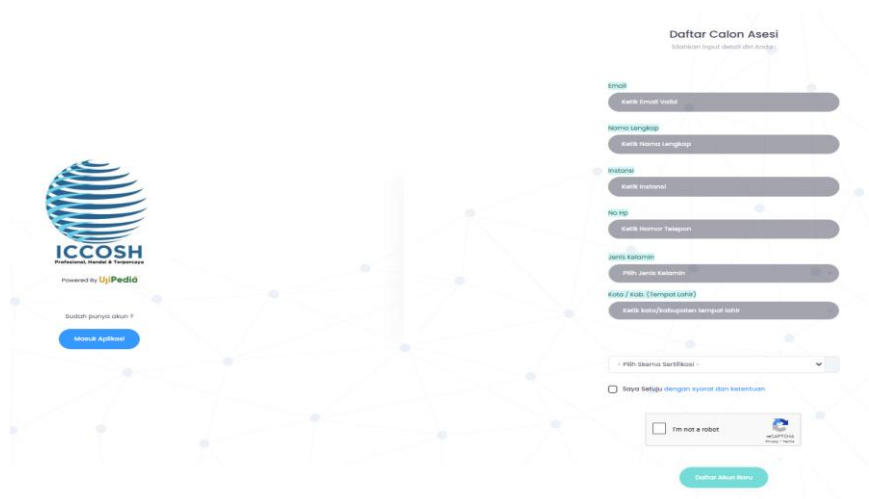 ICCOSH
Profesional, Handal & Terpercaya
Powered By UjiPedia
Sudah punya akun ?
Masuk Aplikasi
Daftar Calon Asesi
Silahkan input detail diri Anda
Email
Ketik Email Valid
Nama Lengkap
Ketik Nama Lengkap
Instansi
Ketik Instansi
No Hp
Ketik Nomor Telepon
Jenis Kelamin
Pilih Jenis Kelamin
Kota / Kab. (Tempat Lahir)
Ketik kota/kabupaten tempat lahir
- Pilih Skema Sertifikasi -
Saya Setuju dengan syarat dan ketentuan
I'm not a robot
reCAPTCHA
Privacy - Terms
Daftar Akun Baru